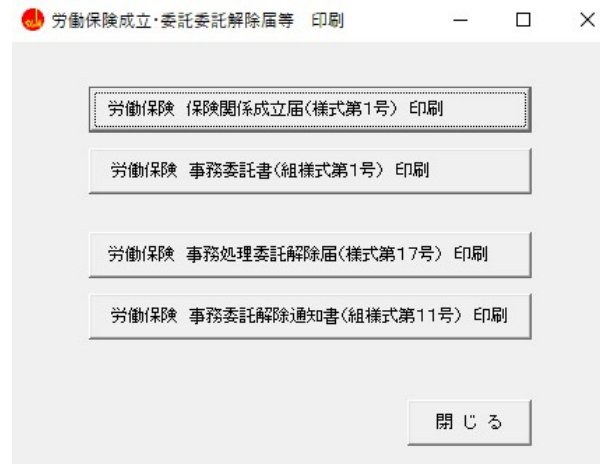 労働保険成立・委託委託解除届等　印刷
労働保険 保険関係成立届(様式第1号) 印刷
労働保険 事務委託書(組様式第1号) 印刷
労働保険 事務処理委託解除届(様式第17号) 印刷
労働保険 事務委託解除通知書(組様式第11号) 印刷
閉 じ る